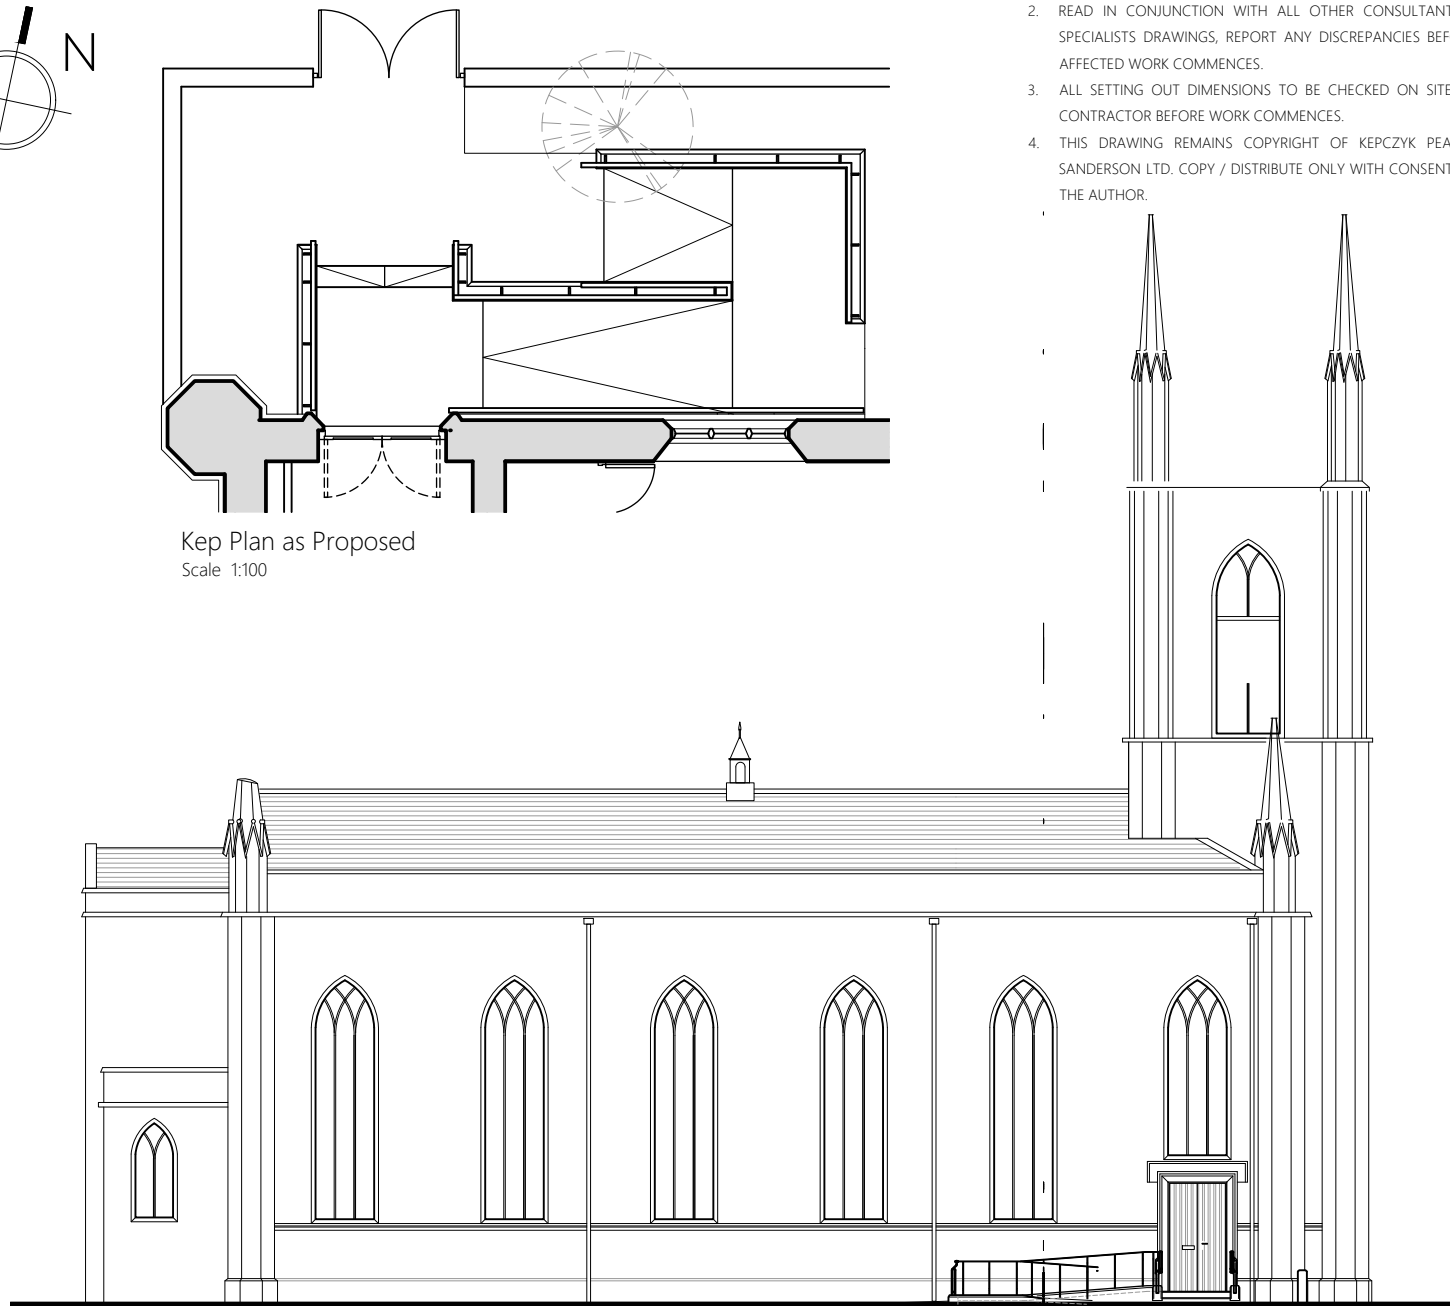 N
2. READ IN CONJUNCTION WITH ALL OTHER CONSULTANT
SPECIALISTS DRAWINGS, REPORT ANY DISCREPANCIES BEF
AFFECTED WORK COMMENCES.
3. ALL SETTING OUT DIMENSIONS TO BE CHECKED ON SITE
CONTRACTOR BEFORE WORK COMMENCES.
4. THIS DRAWING REMAINS COPYRIGHT OF KEPCZYK PEA
SANDERSON LTD. COPY / DISTRIBUTE ONLY WITH CONSENT
THE AUTHOR.
Kep Plan as Proposed
Scale 1:100